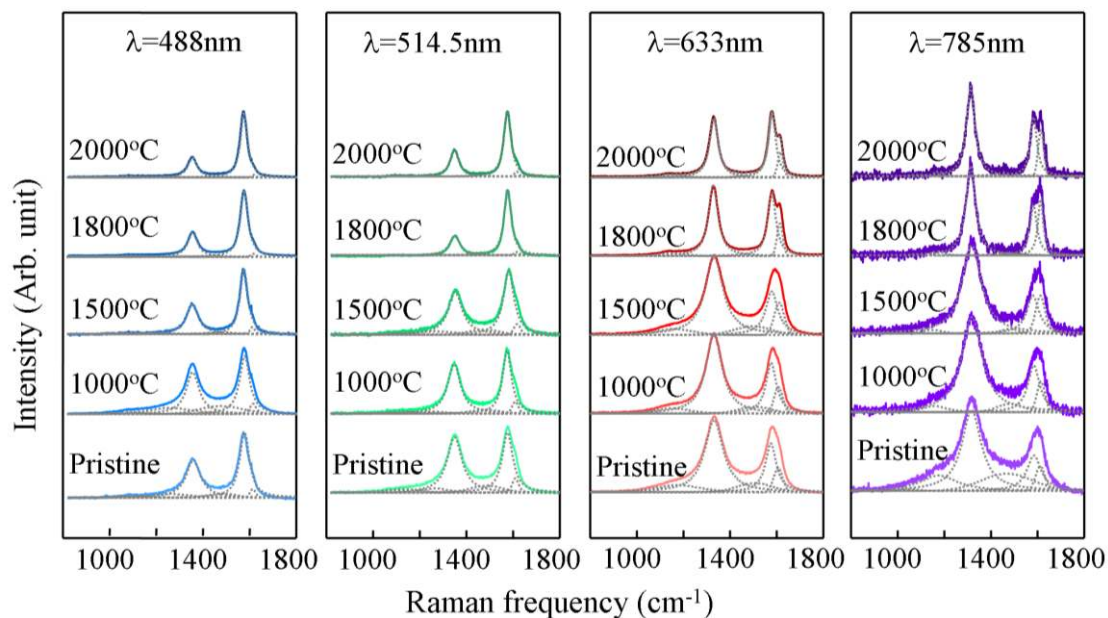 λ=488nm
2000°C
1800°C
1500°C
1000°C
Pristine
1000 1400 1800
λ=514.5nm
2000°C
1800°C
1500°C
1000°C
Pristine
1000 1400 1800
λ=633nm
2000°C
1800°C
1500°C
1000°C
Pristine
1000 1400 1800
λ=785nm
2000°C
1800°C
1500°C
1000°C
Pristine
1000 1400 1800
Intensity (Arb. unit)
Raman frequency (cm⁻¹)